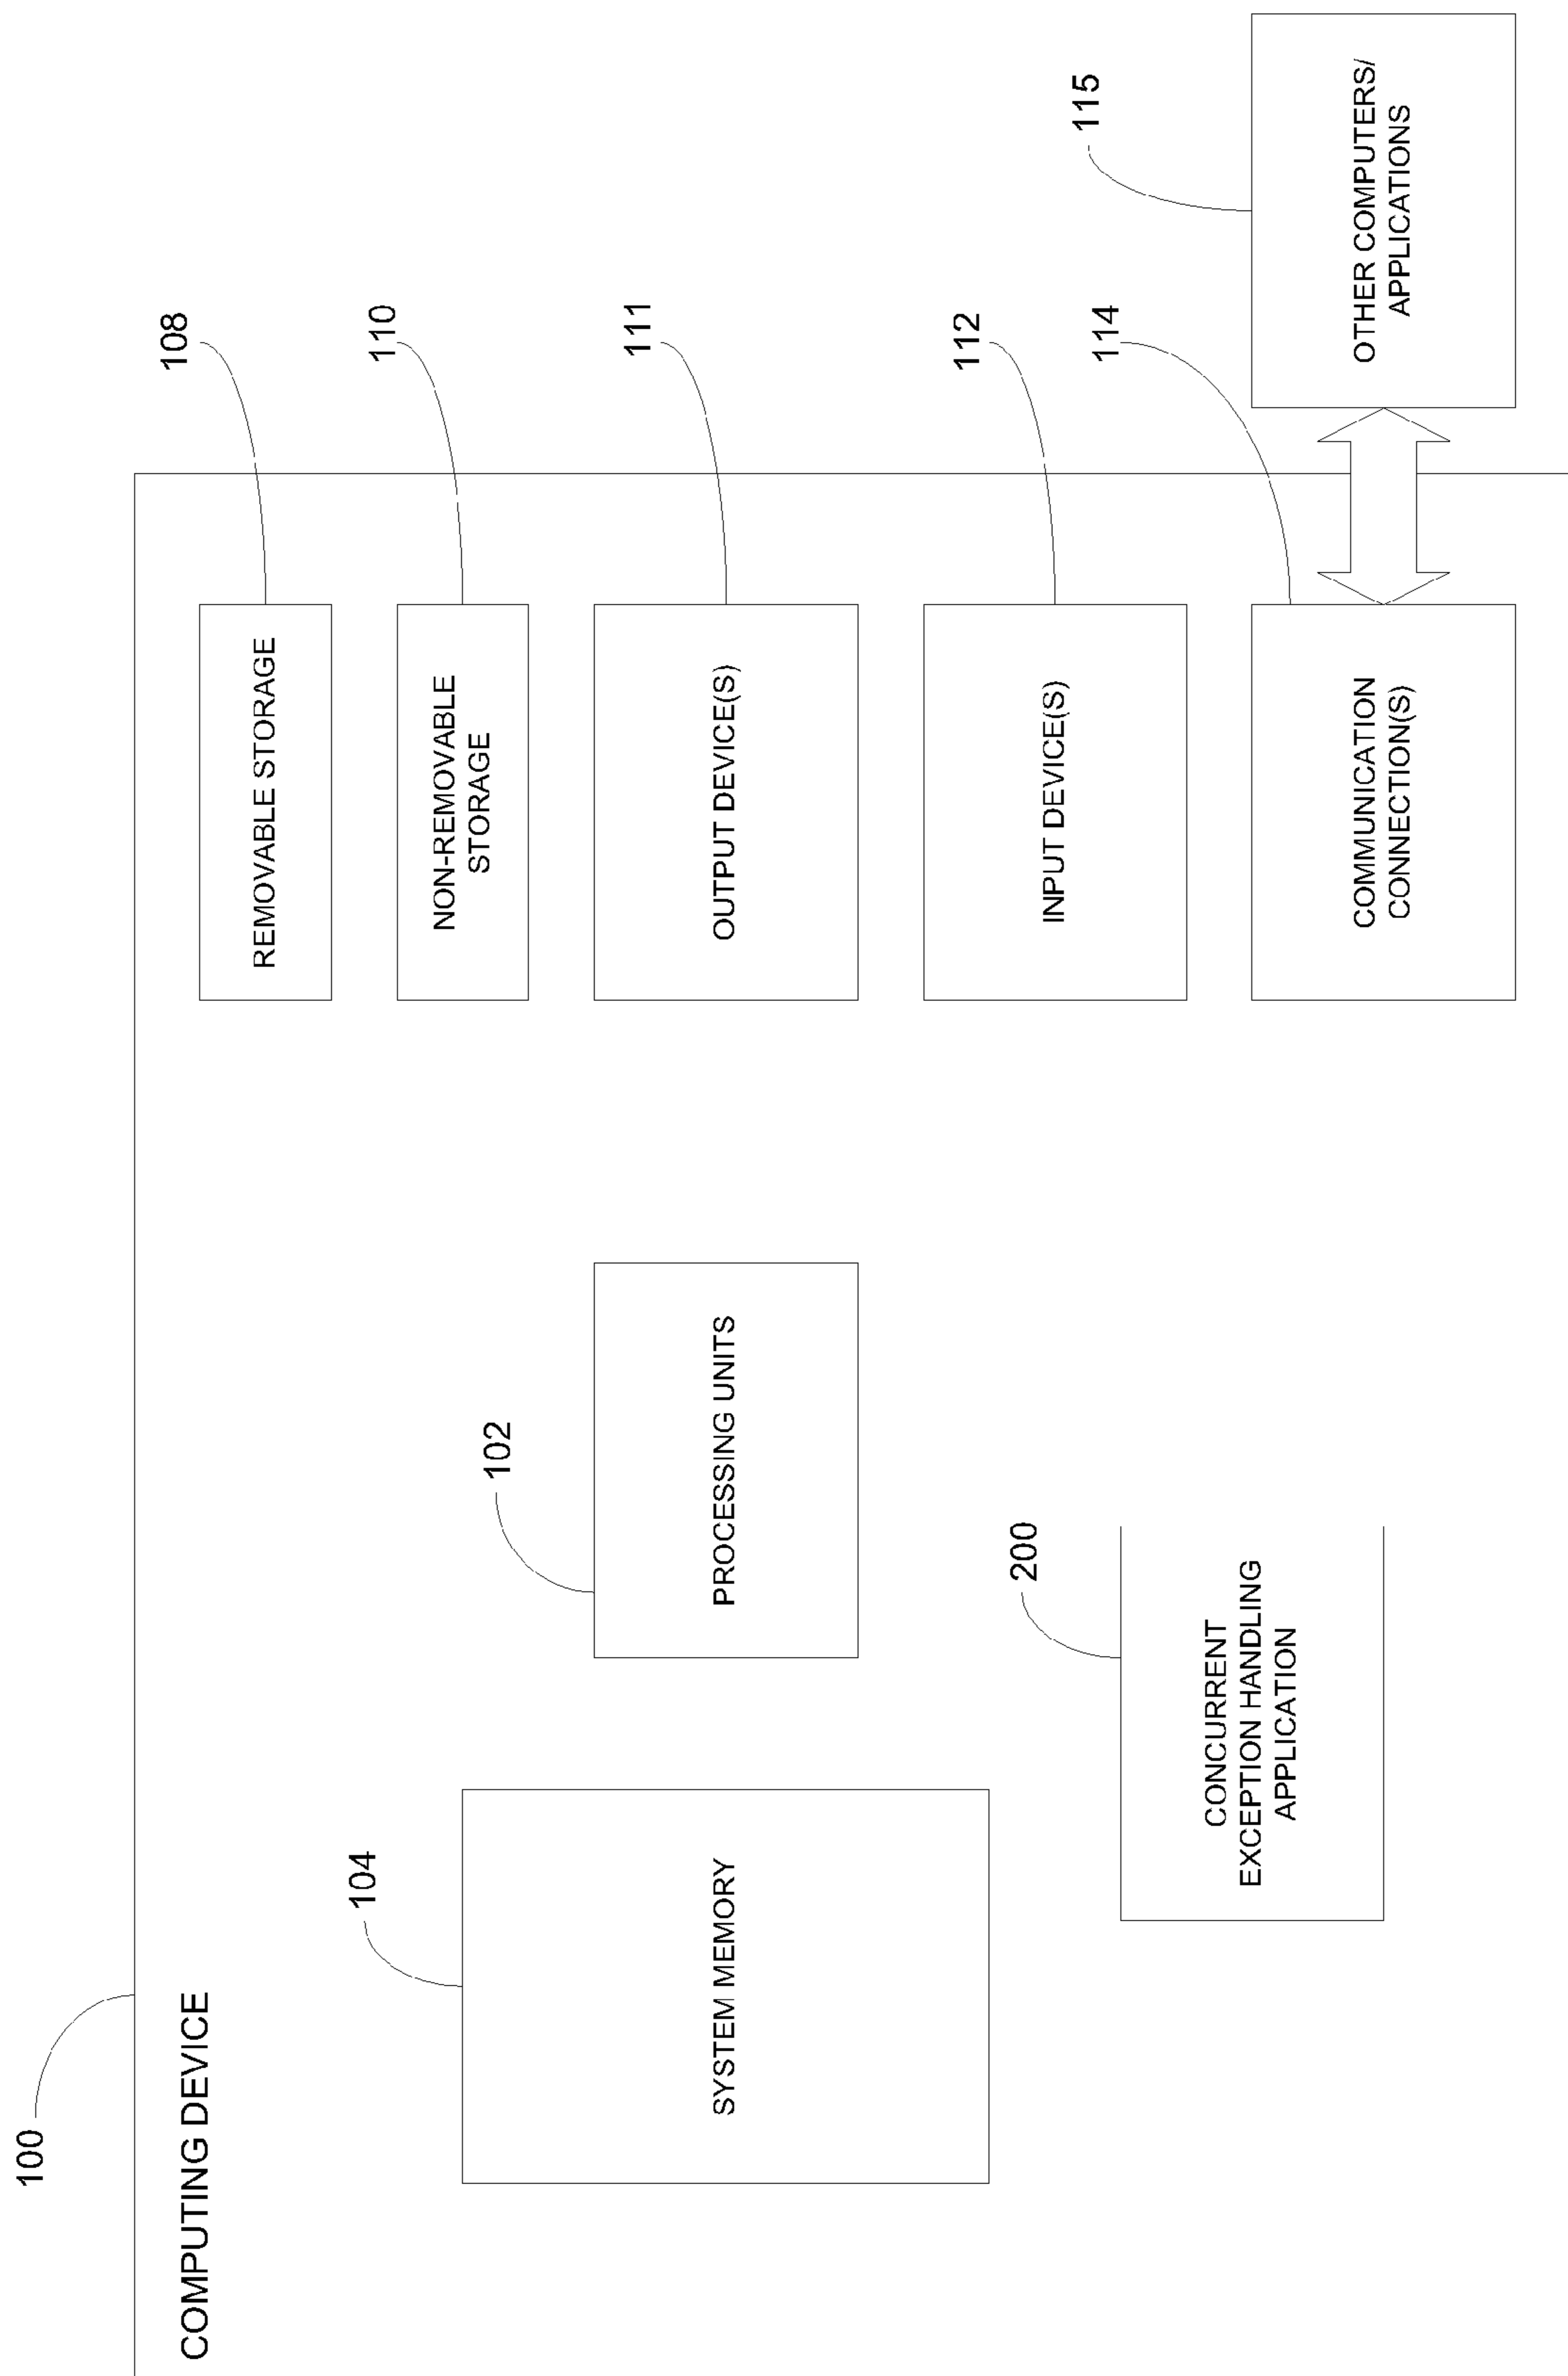 100
COMPUTING DEVICE
104
SYSTEM MEMORY
102
PROCESSING UNITS
200
CONCURRENT
EXCEPTION HANDLING
APPLICATION
108
REMOVABLE STORAGE
110
NON-REMOVABLE
STORAGE
111
OUTPUT DEVICE(S)
112
INPUT DEVICE(S)
114
COMMUNICATION
CONNECTION(S)
115
OTHER COMPUTERS/
APPLICATIONS